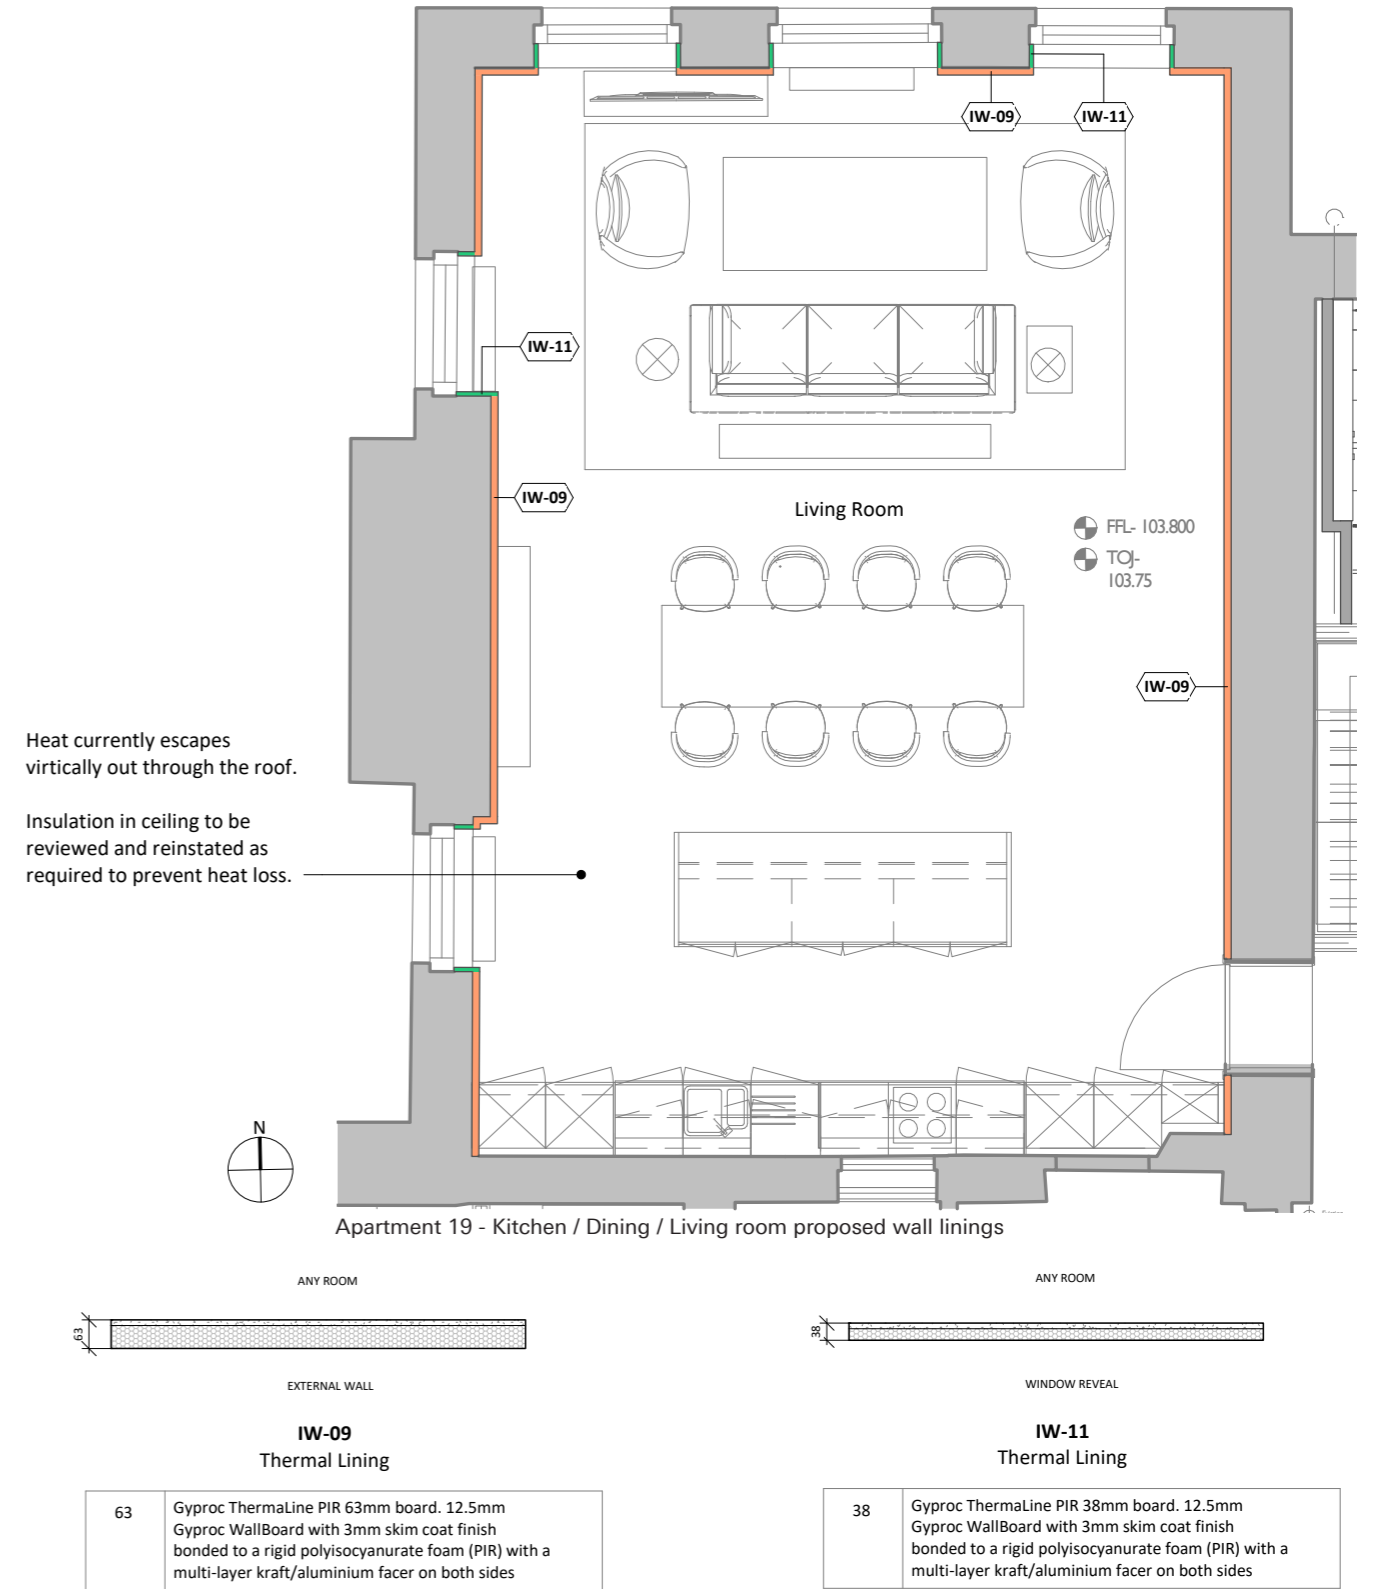 IW-09
IW-11
IW-11
IW-09
Living Room
FFL- 103.800
TOJ-
103.75
IW-09
Heat currently escapes
virtically out through the roof.
Insulation in ceiling to be
reviewed and reinstated as
required to prevent heat loss.
N
Apartment 19 - Kitchen / Dining / Living room proposed wall linings
ANY ROOM
63
EXTERNAL WALL
IW-09
Thermal Lining
63
Gyproc ThermaLine PIR 63mm board. 12.5mm
Gyproc WallBoard with 3mm skim coat finish
bonded to a rigid polyisocyanurate foam (PIR) with a
multi-layer kraft/aluminium facer on both sides
ANY ROOM
38
WINDOW REVEAL
IW-11
Thermal Lining
38
Gyproc ThermaLine PIR 38mm board. 12.5mm
Gyproc WallBoard with 3mm skim coat finish
bonded to a rigid polyisocyanurate foam (PIR) with a
multi-layer kraft/aluminium facer on both sides